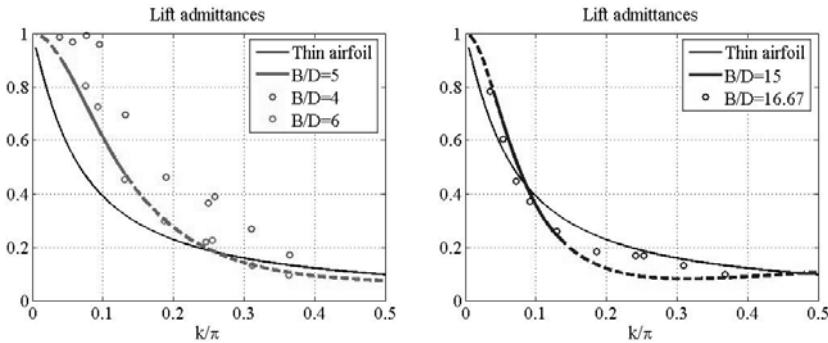 Lift admittances
1
0.8
0.6
0.4
0.2
0
0 0.1 0.2 0.3 0.4 0.5
k/π
Thin airfoil
B/D=5
B/D=4
B/D=6
Lift admittances
1
0.8
0.6
0.4
0.2
0
0 0.1 0.2 0.3 0.4 0.5
k/π
Thin airfoil
B/D=15
B/D=16.67